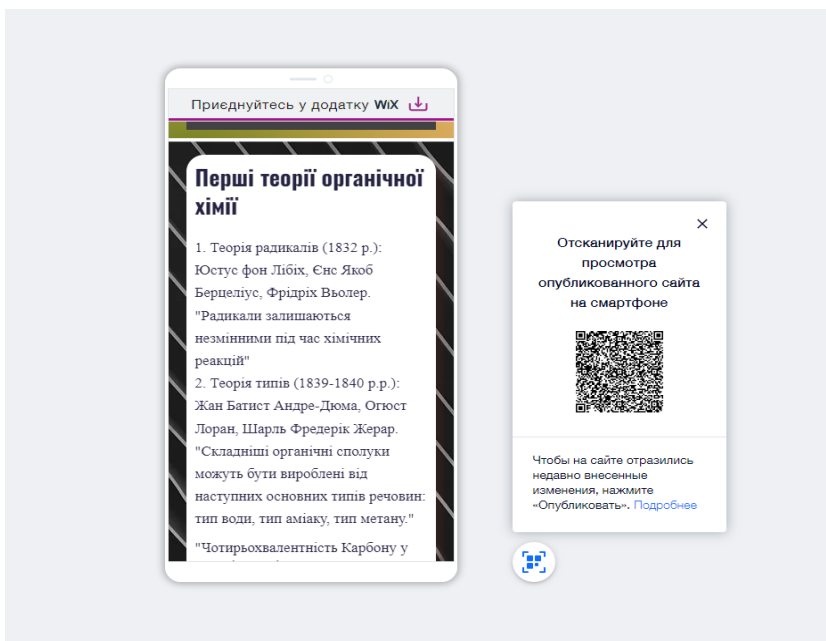 Приєднуйтесь у додатку WiX
Перші теорії органічної
хімії
1. Теорія радикалів (1832 р.):
Юстус фон Лібіх, Єнс Якоб
Берцеліус, Фрідріх Вьолер.
"Радикали залишаються
незмінними під час хімічних
реакцій"
2. Теорія типів (1839-1840 р.р.):
Жан Батист Андре-Дюма, Огюст
Лоран, Шарль Фредерік Жерар.
"Складніші органічні сполуки
можуть бути вироблені від
наступних основних типів речовин:
тип води, тип аміаку, тип метану."
"Чотирьохвалентність Карбону у
Отсканируйте для
просмотра
опубликованного сайта
на смартфоне
Чтобы на сайте отразились
недавно внесенные
изменения, нажмите
«Опубликовать». Подробнее